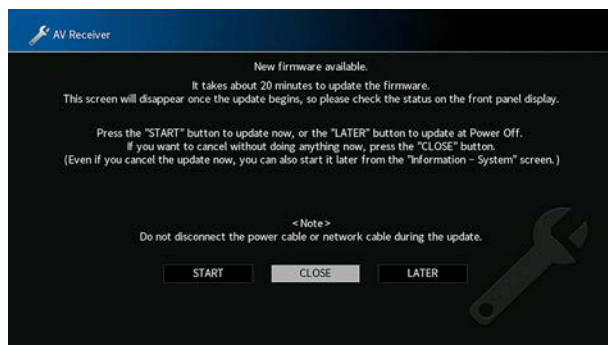 AV Receiver
New firmware available.
It takes about 20 minutes to update the firmware.
This screen will disappear once the update begins, so please check the status on the front panel display.
Press the "START" button to update now, or the "LATER" button to update at Power Off.
If you want to cancel without doing anything now, press the "CLOSE" button.
(Even if you cancel the update now, you can also start it later from the "Information - System" screen.)
<Note>
Do not disconnect the power cable or network cable during the update.
START CLOSE LATER